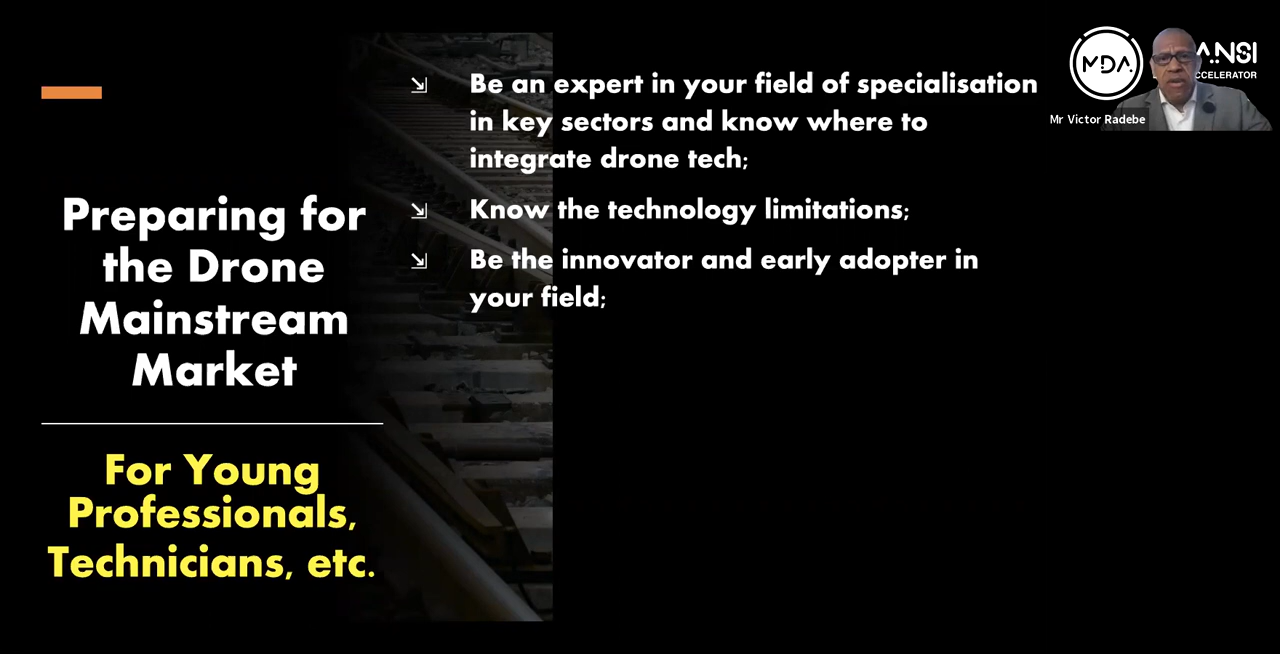 Preparing for
the Drone
Mainstream
Market
For Young
Professionals,
Technicians, etc.
Be an expert in your field of specialisation
in key sectors and know where to
integrate drone tech;
Know the technology limitations;
Be the innovator and early adopter in
your field;
MDA
ANSI
CCELERATOR
Mr Victor Radebe